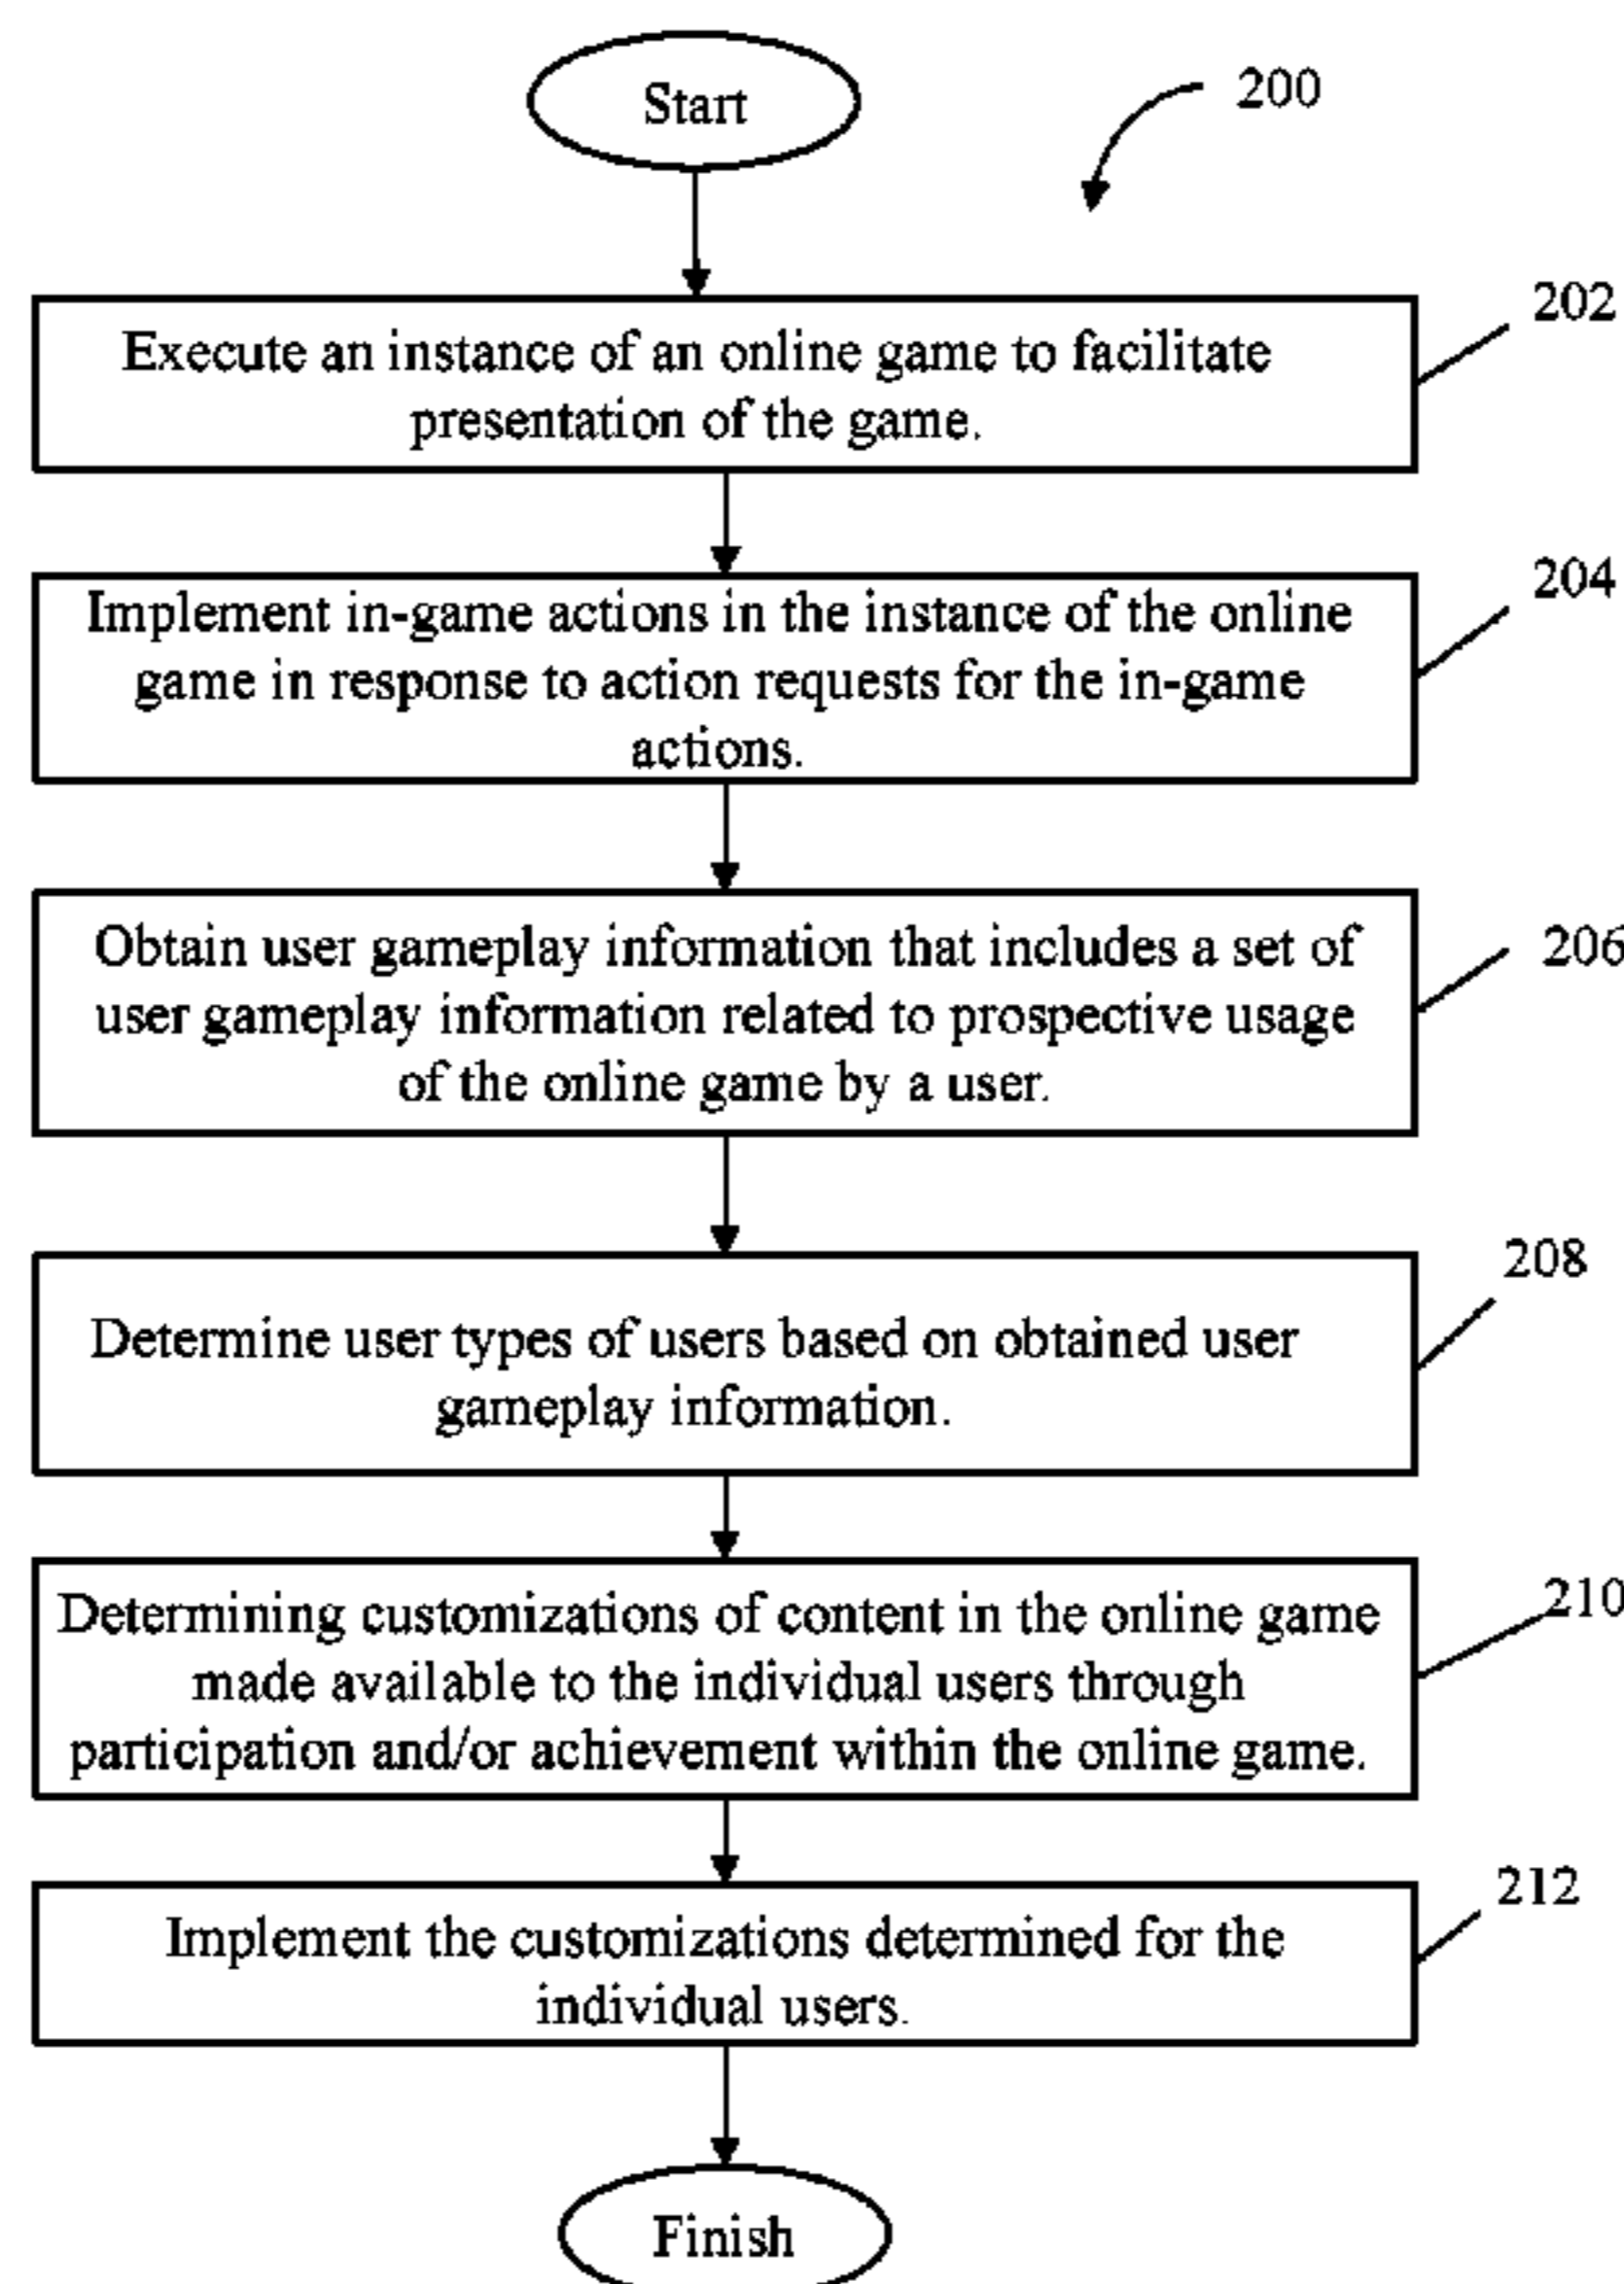 Start
200
202
Execute an instance of an online game to facilitate
presentation of the game.
204
Implement in-game actions in the instance of the online
game in response to action requests for the in-game
actions.
206
Obtain user gameplay information that includes a set of
user gameplay information related to prospective usage
of the online game by a user.
208
Determine user types of users based on obtained user
gameplay information.
210
Determining customizations of content in the online game
made available to the individual users through
participation and/or achievement within the online game.
212
Implement the customizations determined for the
individual users.
Finish